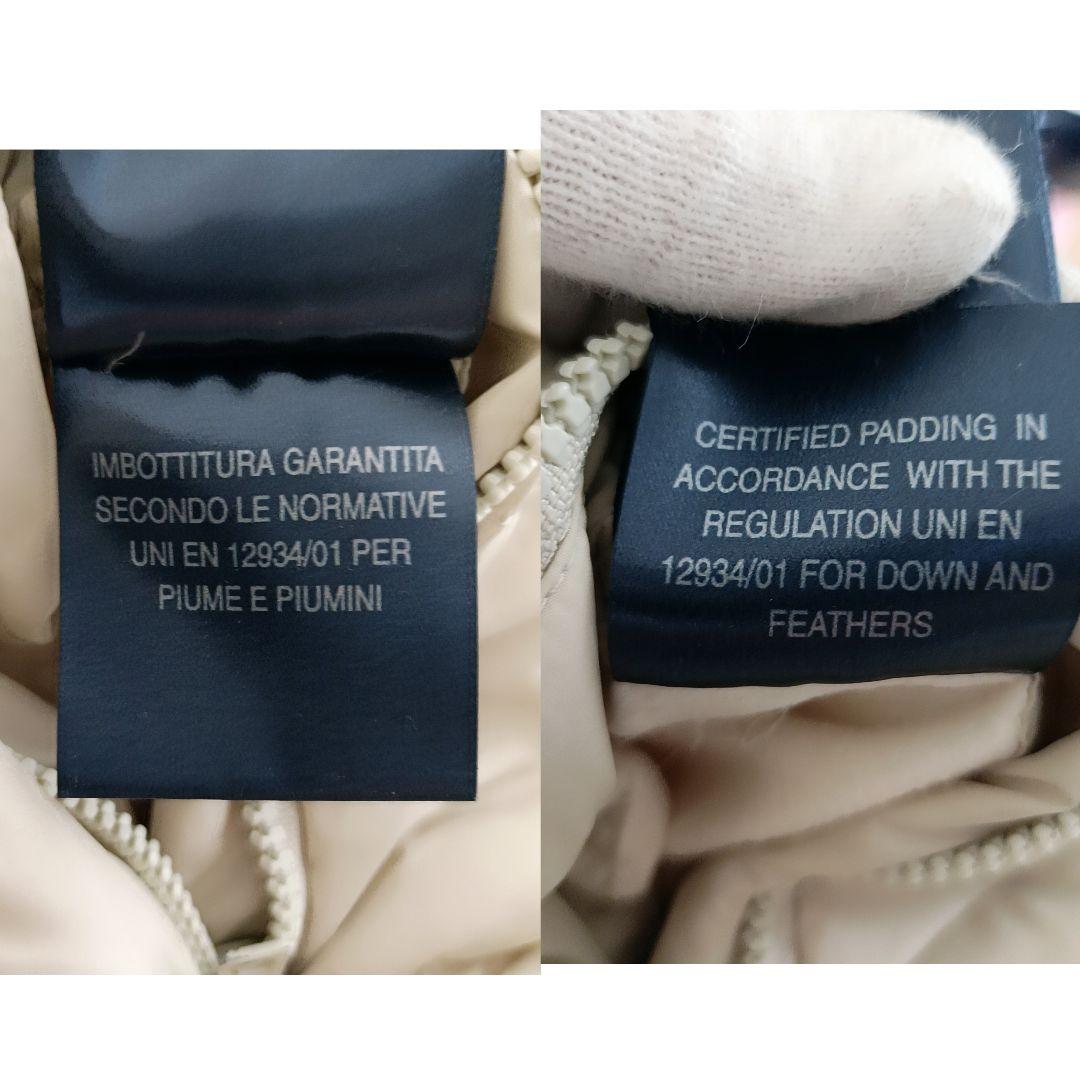 IMBOTTITURA GARANTITA
SECONDO LE NORMATIVE
UNI EN 12934/01 PER
PIUME E PIUMINI
CERTIFIED PADDING IN
ACCORDANCE WITH THE
REGULATION UNI EN
12934/01 FOR DOWN AND
FEATHERS